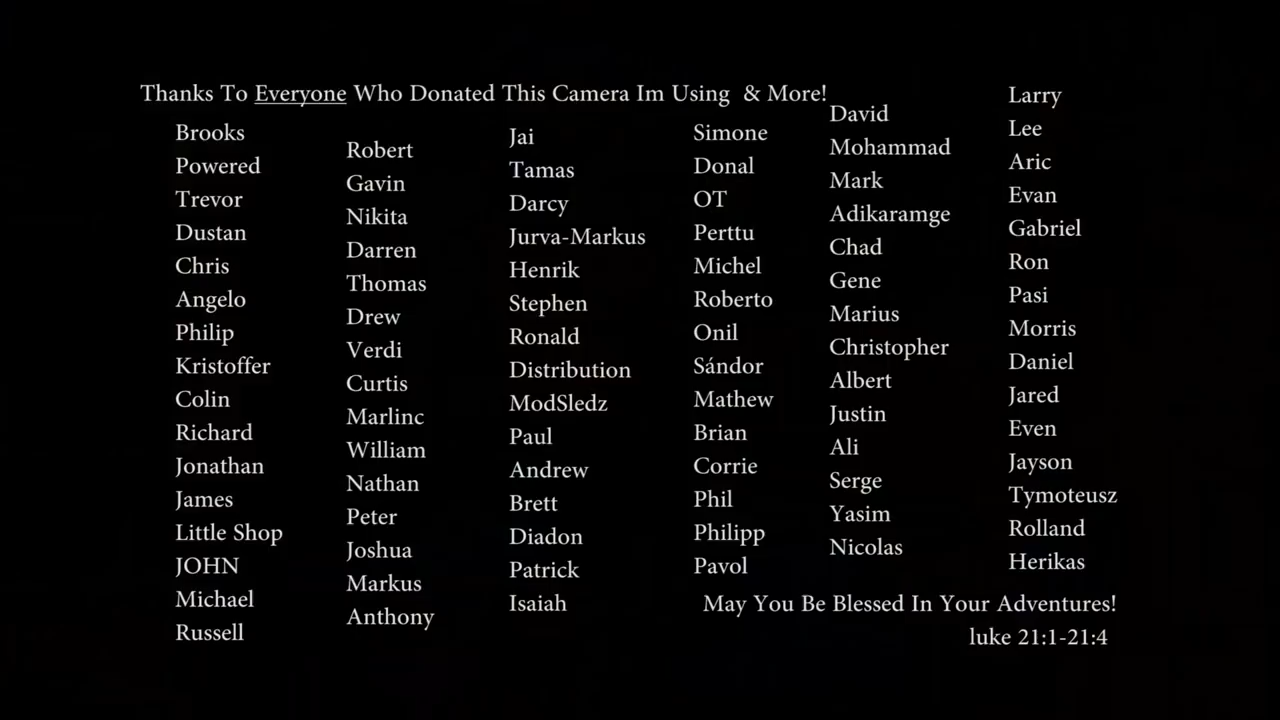 Thanks To Everyone Who Donated This Camera Im Using & More!
Brooks
Powered
Trevor
Dustan
Chris
Angelo
Philip
Kristoffer
Colin
Richard
Jonathan
James
Little Shop
JOHN
Michael
Russell
Robert
Gavin
Nikita
Darren
Thomas
Drew
Verdi
Curtis
Marlinc
William
Nathan
Peter
Joshua
Markus
Anthony
Jai
Tamas
Darcy
Jurva-Markus
Henrik
Stephen
Ronald
Distribution
ModSledz
Paul
Andrew
Brett
Diadon
Patrick
Isaiah
Simone
Donal
OT
Perttu
Michel
Roberto
Onil
Sándor
Mathew
Brian
Corrie
Phil
Philipp
Pavol
David
Mohammad
Mark
Adikaramge
Chad
Gene
Marius
Christopher
Albert
Justin
Ali
Serge
Yasim
Nicolas
Larry
Lee
Aric
Evan
Gabriel
Ron
Pasi
Morris
Daniel
Jared
Even
Jayson
Tymoteusz
Rolland
Herikas
May You Be Blessed In Your Adventures!
luke 21:1-21:4